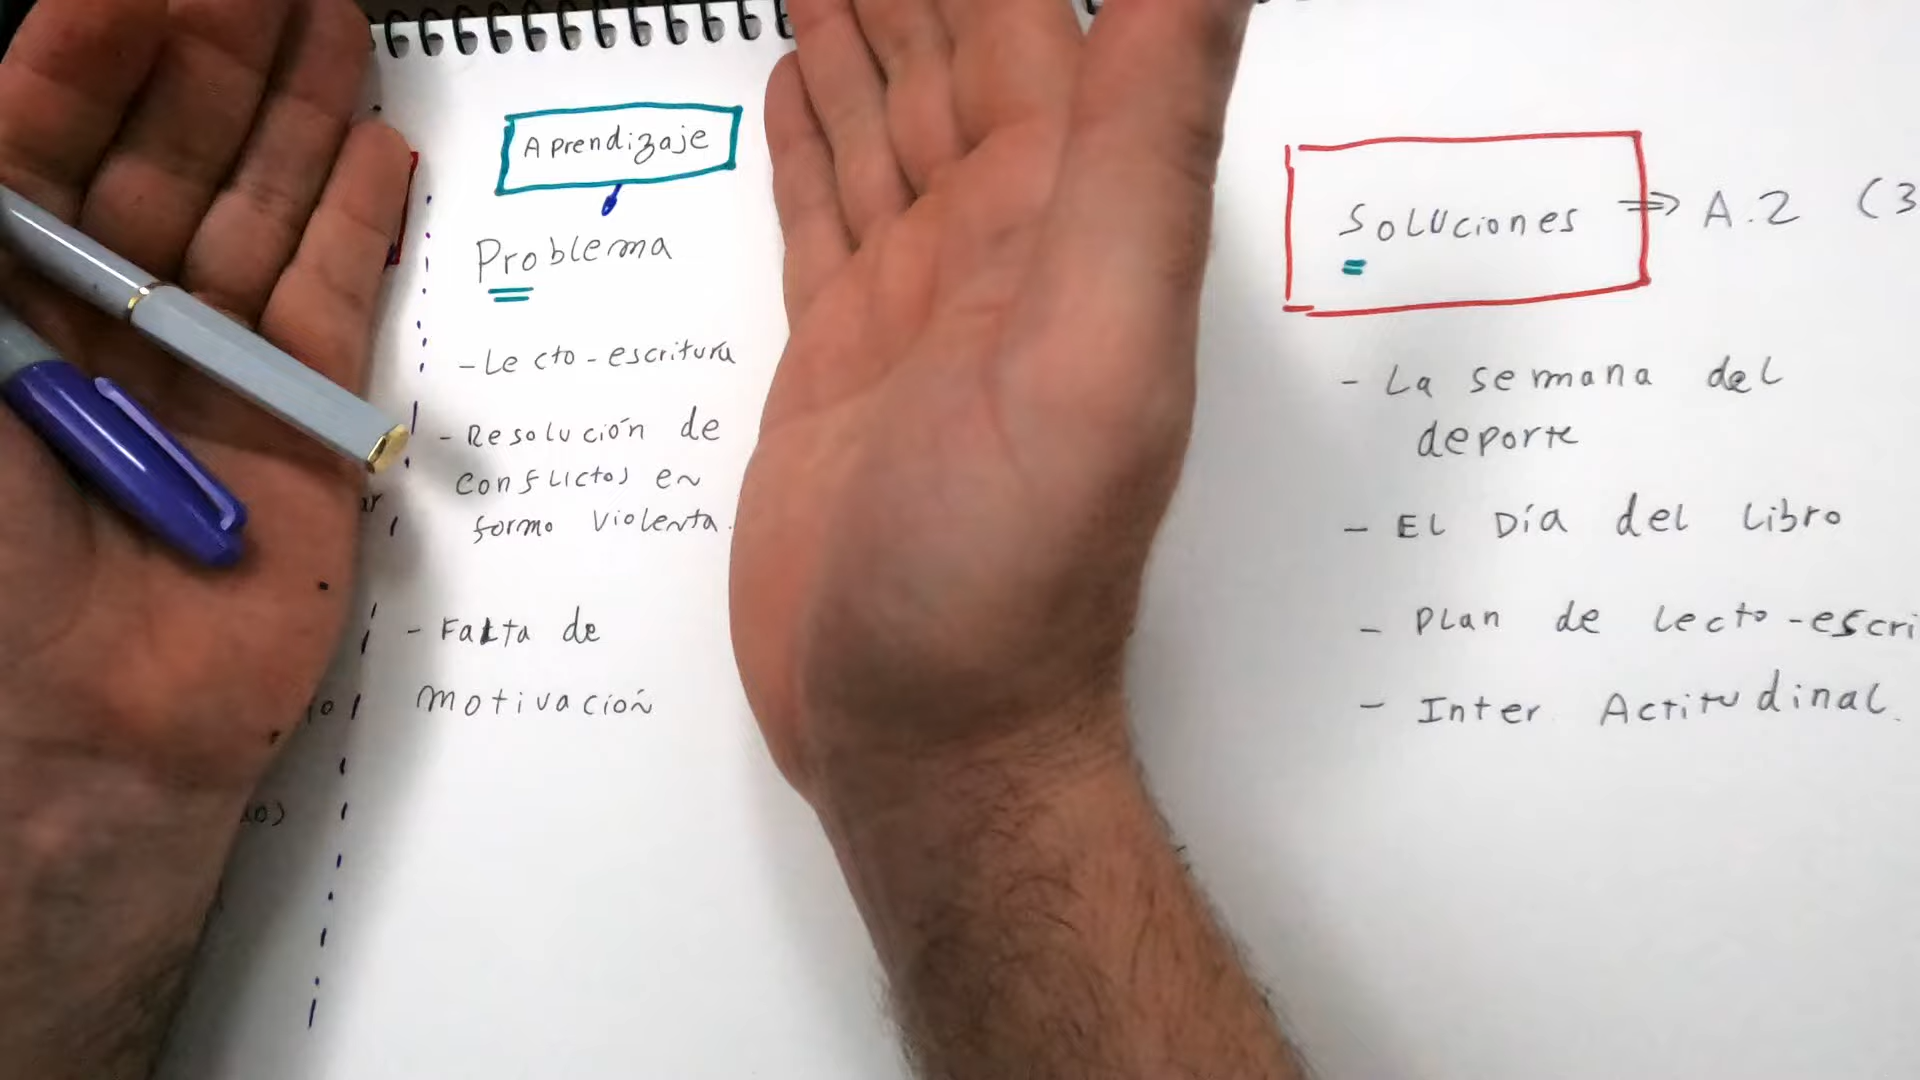 Aprendizaje
Problema
- Lecto - escritura
- Resolución de
conflictos en
forma violenta.
- Falta de
motivación
Soluciones => A.2 (3
- La semana del
deporte
- El Día del libro
- Plan de lecto - escri
- Inter Actitudinal.